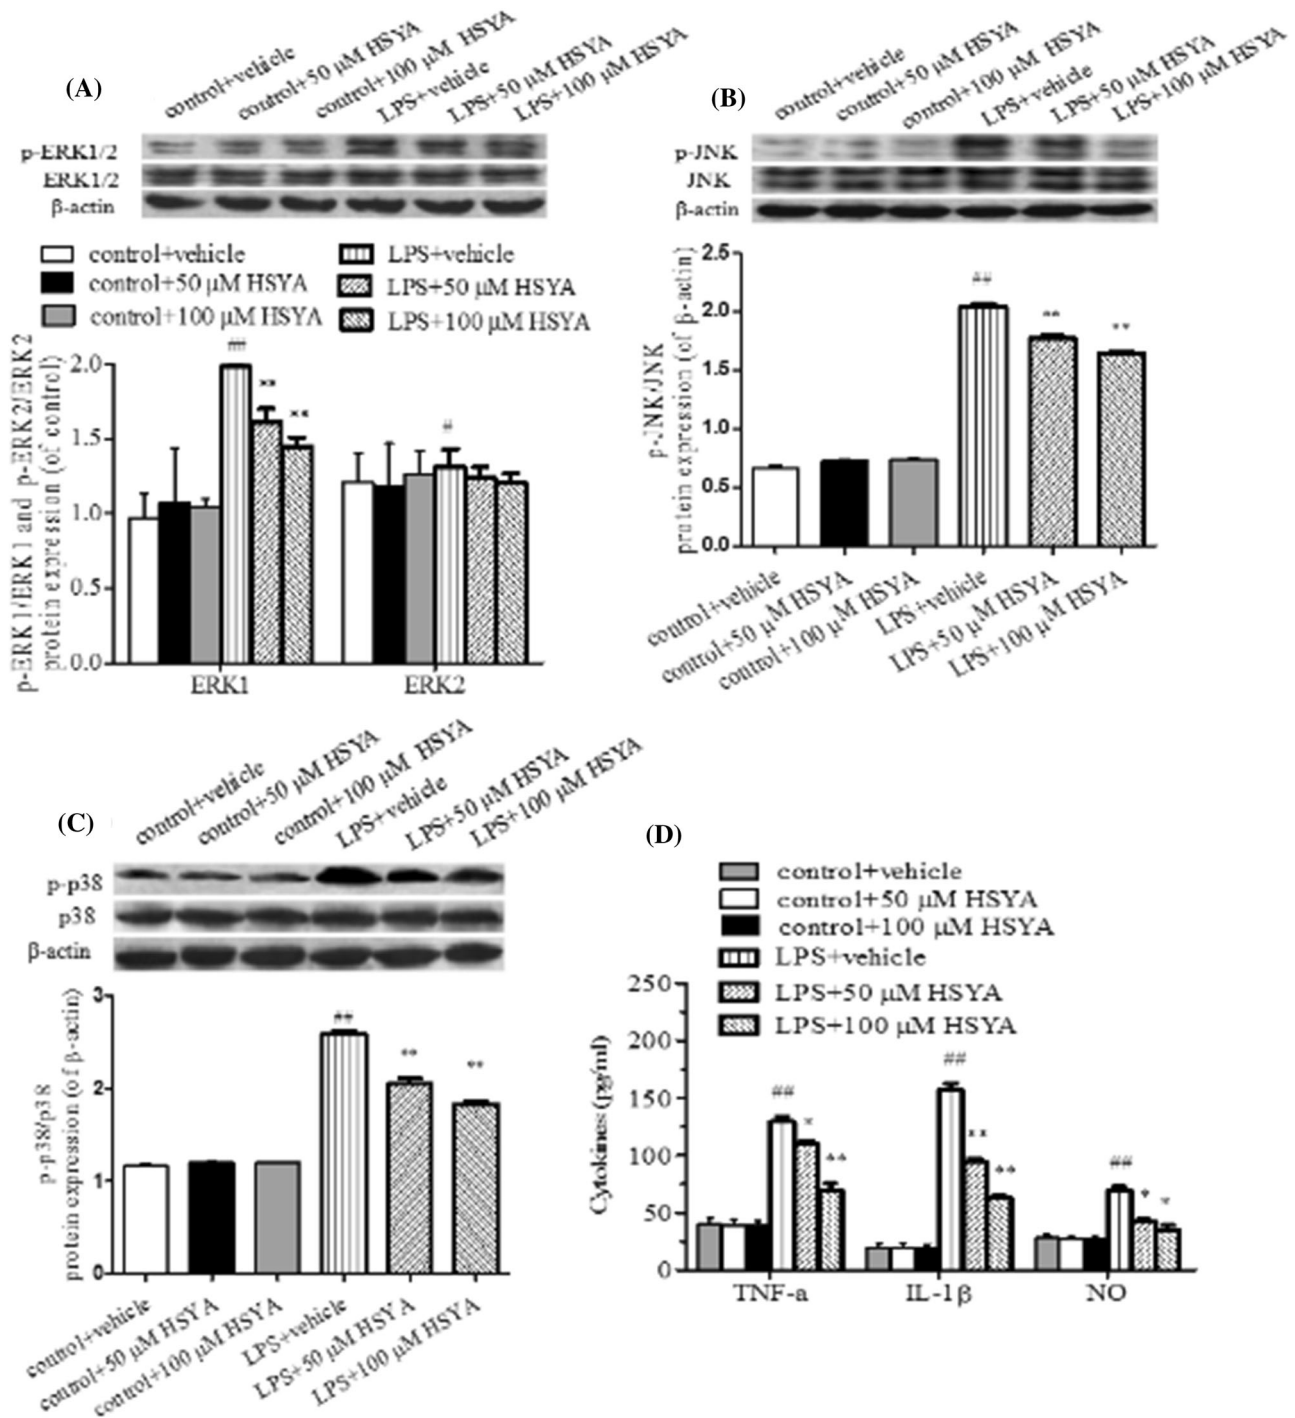 (A)
control+vehicle
control+50 μM HSYA
control+100 μM HSYA
LPS+vehicle
LPS+50 μM HSYA
LPS+100 μM HSYA
p-ERK1/2
ERK1/2
β-actin
control+vehicle
control+50 μM HSYA
control+100 μM HSYA
LPS+vehicle
LPS+50 μM HSYA
LPS+100 μM HSYA
p-ERK1/ERK1 and p-ERK2/ERK2
protein expression (of control)
2.0
1.5
1.0
0.5
0.0
##
**
**
#
ERK1
ERK2
(B)
control+vehicle
control+50 μM HSYA
control+100 μM HSYA
LPS+vehicle
LPS+50 μM HSYA
LPS+100 μM HSYA
p-JNK
JNK
β-actin
p-JNK/JNK
protein expression (of β-actin)
2.5
2.0
1.5
1.0
0.5
0.0
##
**
**
control+vehicle
control+50 μM HSYA
control+100 μM HSYA
LPS+vehicle
LPS+50 μM HSYA
LPS+100 μM HSYA
(C)
control+vehicle
control+50 μM HSYA
control+100 μM HSYA
LPS+vehicle
LPS+50 μM HSYA
LPS+100 μM HSYA
p-p38
p38
β-actin
p-p38/p38
protein expression (of β-actin)
3
2
1
0
##
**
**
control+vehicle
control+50 μM HSYA
control+100 μM HSYA
LPS+vehicle
LPS+50 μM HSYA
LPS+100 μM HSYA
(D)
control+vehicle
control+50 μM HSYA
control+100 μM HSYA
LPS+vehicle
LPS+50 μM HSYA
LPS+100 μM HSYA
Cytokines (pg/ml)
250
200
150
100
50
0
##
*
**
##
**
**
##
*
*
TNF-a
IL-1β
NO